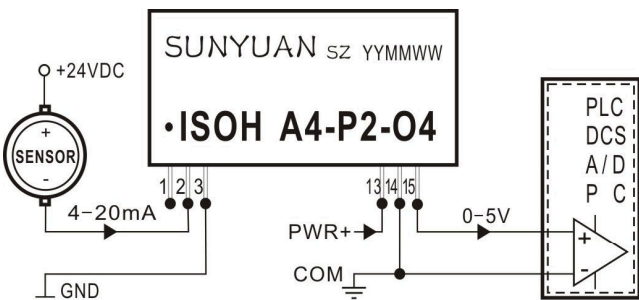 SUNYUAN SZ YYMMWW
+24VDC
•ISOH A4-P2-O4
PLC
DCS
A/D
P C
+
SENSOR
-
1 2 3
13 14 15
4-20mA
0-5V
PWR+
+
COM
-
GND